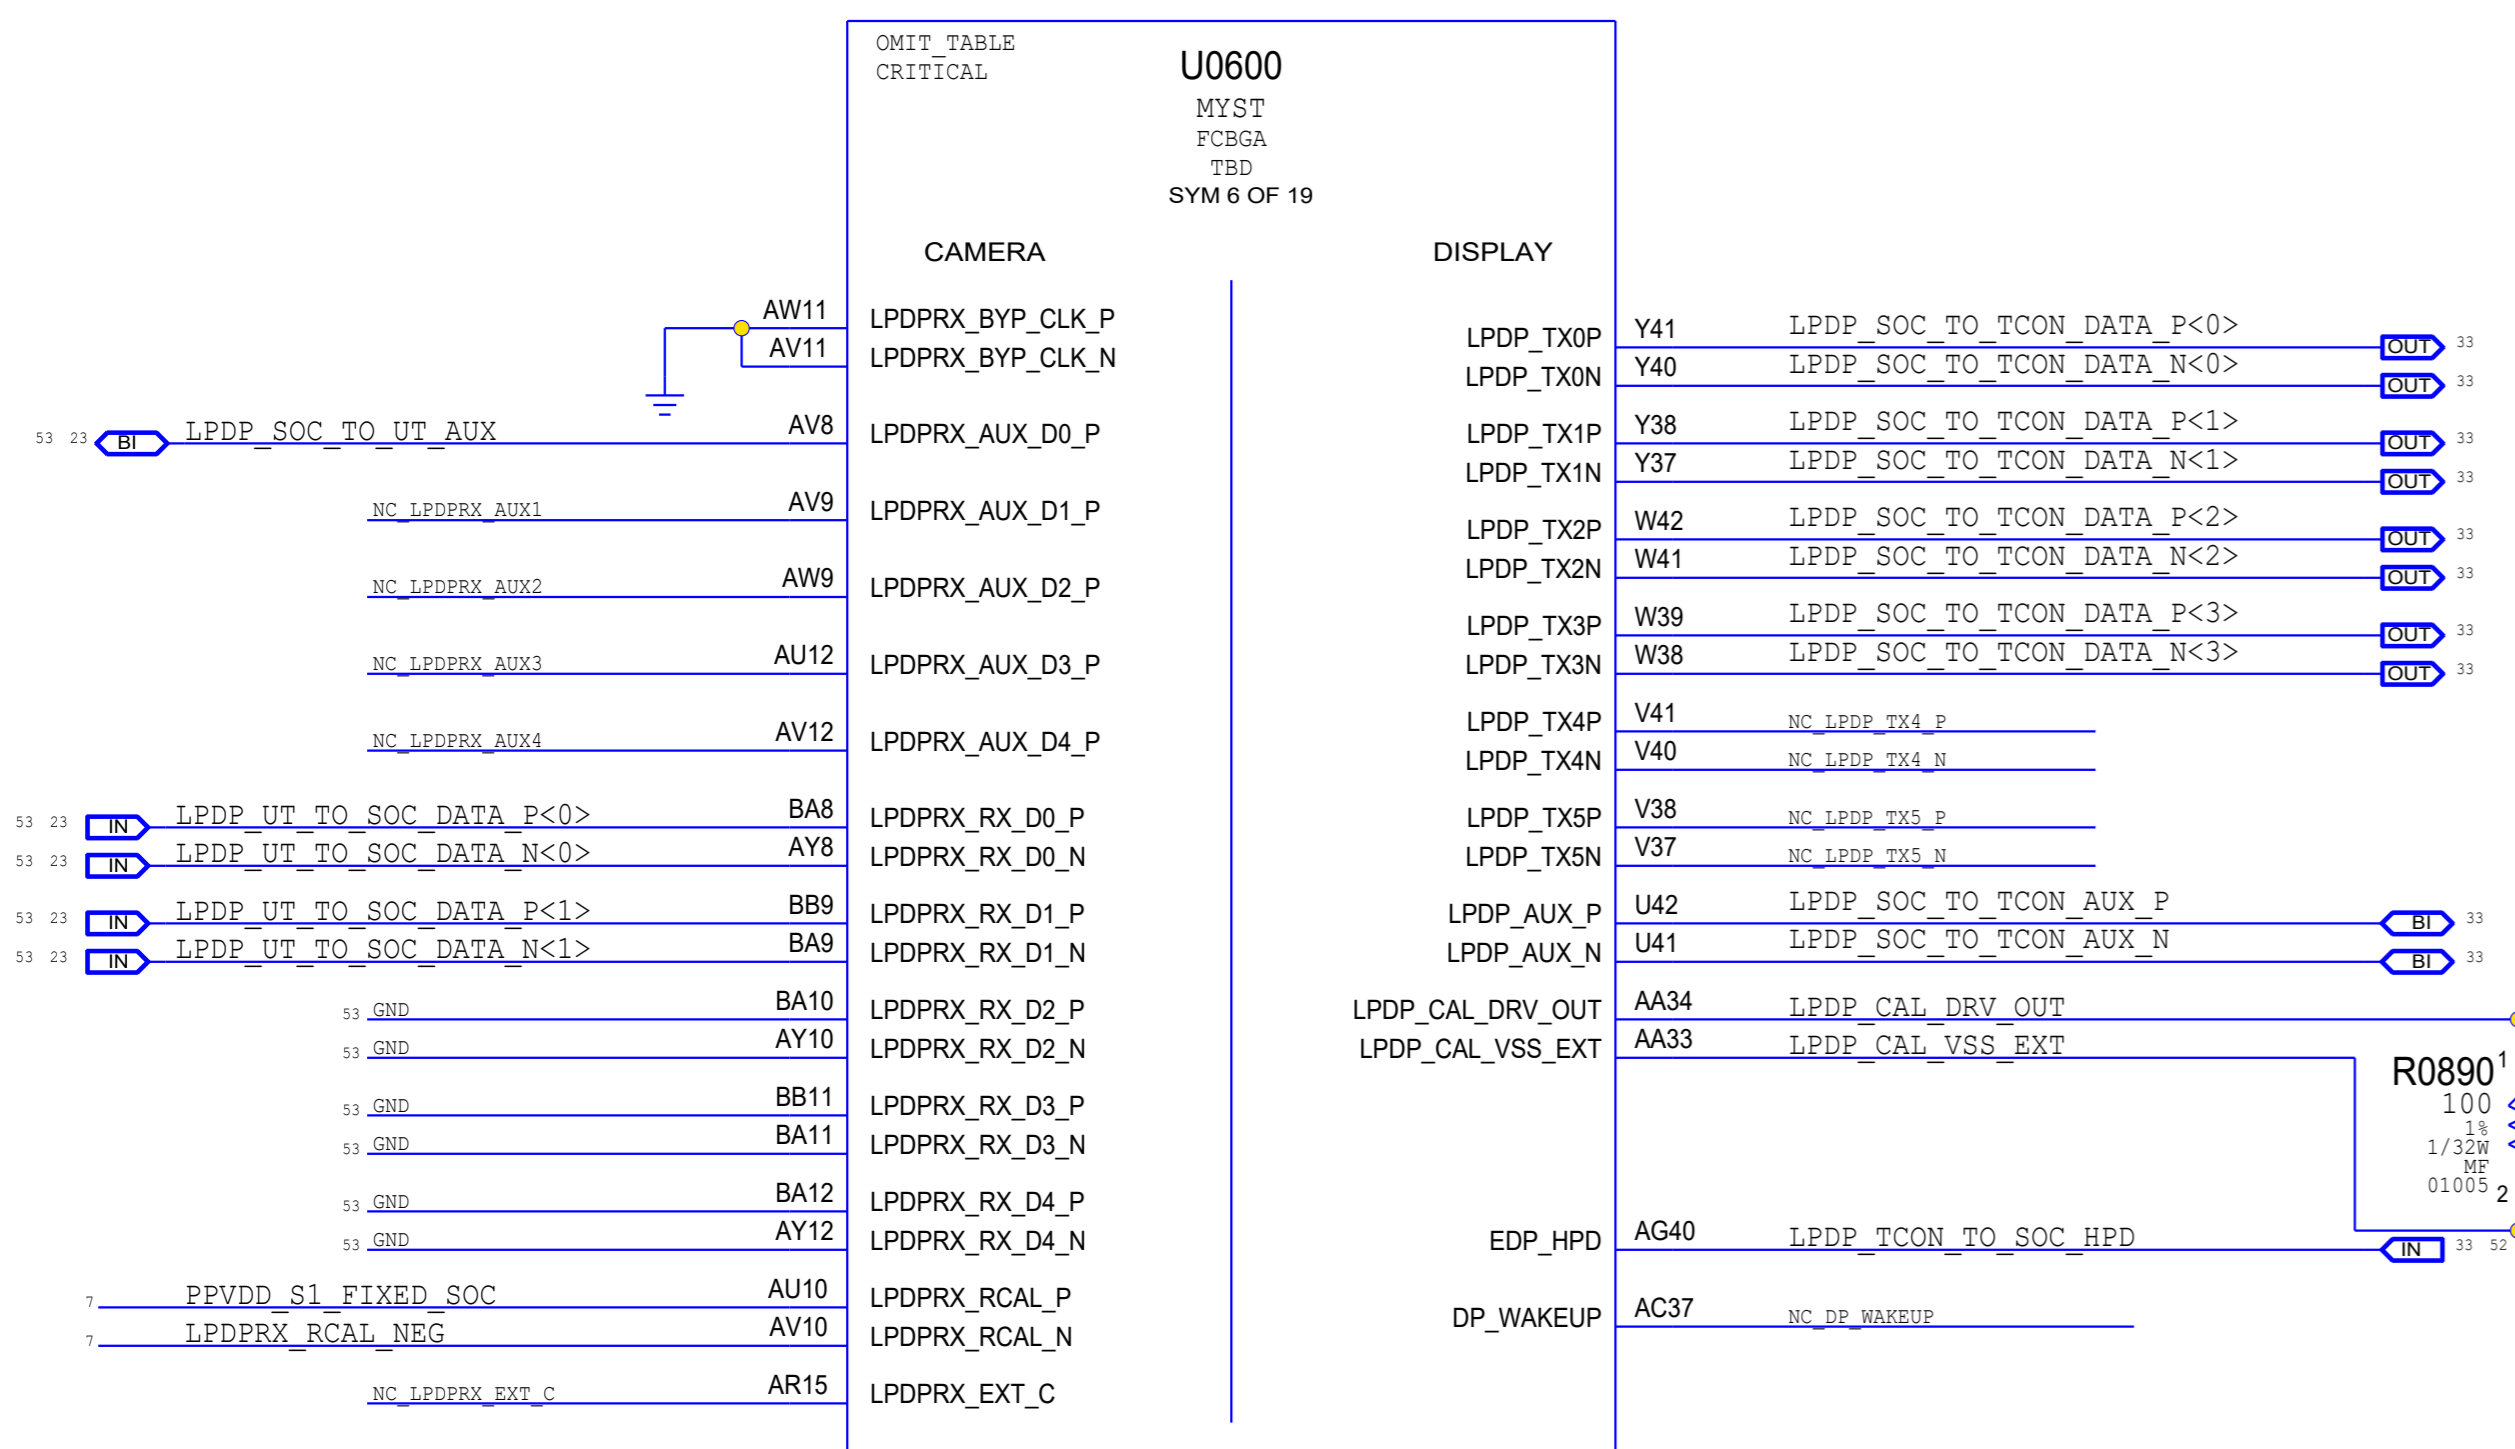 OMIT_TABLE
CRITICAL
U0600
MYST
FCBGA
TBD
SYM 6 OF 19
CAMERA
DISPLAY
AW11 LPDPRX_BYP_CLK_P
AV11 LPDPRX_BYP_CLK_N
53 23 BI LPDP_SOC_TO_UT_AUX AV8 LPDPRX_AUX_D0_P
NC_LPDPRX_AUX1 AV9 LPDPRX_AUX_D1_P
NC_LPDPRX_AUX2 AW9 LPDPRX_AUX_D2_P
NC_LPDPRX_AUX3 AU12 LPDPRX_AUX_D3_P
NC_LPDPRX_AUX4 AV12 LPDPRX_AUX_D4_P
53 23 IN LPDP_UT_TO_SOC_DATA_P<0> BA8 LPDPRX_RX_D0_P
53 23 IN LPDP_UT_TO_SOC_DATA_N<0> AY8 LPDPRX_RX_D0_N
53 23 IN LPDP_UT_TO_SOC_DATA_P<1> BB9 LPDPRX_RX_D1_P
53 23 IN LPDP_UT_TO_SOC_DATA_N<1> BA9 LPDPRX_RX_D1_N
53 GND BA10 LPDPRX_RX_D2_P
53 GND AY10 LPDPRX_RX_D2_N
53 GND BB11 LPDPRX_RX_D3_P
53 GND BA11 LPDPRX_RX_D3_N
53 GND BA12 LPDPRX_RX_D4_P
53 GND AY12 LPDPRX_RX_D4_N
7 PPVDD_S1_FIXED_SOC AU10 LPDPRX_RCAL_P
7 LPDPRX_RCAL_NEG AV10 LPDPRX_RCAL_N
NC_LPDPRX_EXT_C AR15 LPDPRX_EXT_C
LPDP_TX0P Y41 LPDP_SOC_TO_TCON_DATA_P<0> OUT 33
LPDP_TX0N Y40 LPDP_SOC_TO_TCON_DATA_N<0> OUT 33
LPDP_TX1P Y38 LPDP_SOC_TO_TCON_DATA_P<1> OUT 33
LPDP_TX1N Y37 LPDP_SOC_TO_TCON_DATA_N<1> OUT 33
LPDP_TX2P W42 LPDP_SOC_TO_TCON_DATA_P<2> OUT 33
LPDP_TX2N W41 LPDP_SOC_TO_TCON_DATA_N<2> OUT 33
LPDP_TX3P W39 LPDP_SOC_TO_TCON_DATA_P<3> OUT 33
LPDP_TX3N W38 LPDP_SOC_TO_TCON_DATA_N<3> OUT 33
LPDP_TX4P V41 NC_LPDP_TX4_P
LPDP_TX4N V40 NC_LPDP_TX4_N
LPDP_TX5P V38 NC_LPDP_TX5_P
LPDP_TX5N V37 NC_LPDP_TX5_N
LPDP_AUX_P U42 LPDP_SOC_TO_TCON_AUX_P BI 33
LPDP_AUX_N U41 LPDP_SOC_TO_TCON_AUX_N BI 33
LPDP_CAL_DRV_OUT AA34 LPDP_CAL_DRV_OUT
LPDP_CAL_VSS_EXT AA33 LPDP_CAL_VSS_EXT
R0890 1
100
1%
1/32W
MF
01005 2
EDP_HPD AG40 LPDP_TCON_TO_SOC_HPD IN 33 52
DP_WAKEUP AC37 NC_DP_WAKEUP